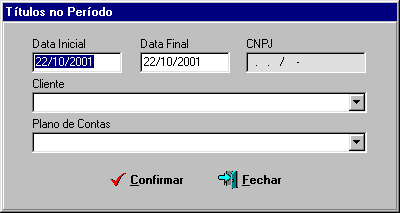 Títulos no Período
Data Inicial Data Final CNPJ
22/10/2001 22/10/2001 . . / -
Cliente
Plano de Contas
Confirmar Fechar